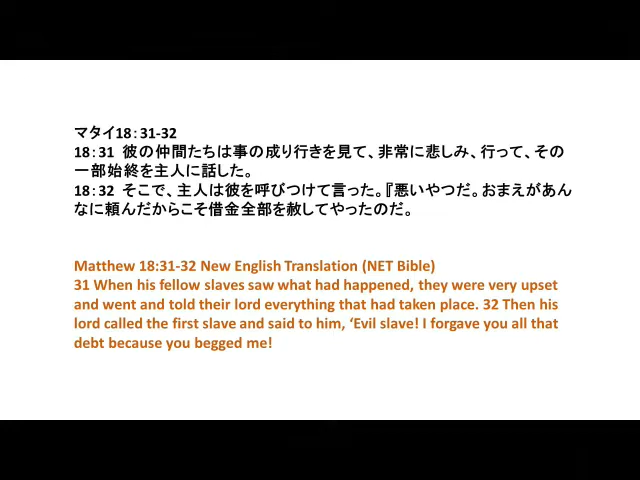 マタイ18：31-32
18：31 彼の仲間たちは事の成り行きを見て、非常に悲しみ、行って、その
一部始終を主人に話した。
18：32 そこで、主人は彼を呼びつけて言った。『悪いやつだ。おまえがあん
なに頼んだからこそ借金全部を赦してやったのだ。
Matthew 18:31-32 New English Translation (NET Bible)
31 When his fellow slaves saw what had happened, they were very upset
and went and told their lord everything that had taken place. 32 Then his
lord called the first slave and said to him, ‘Evil slave! I forgave you all that
debt because you begged me!